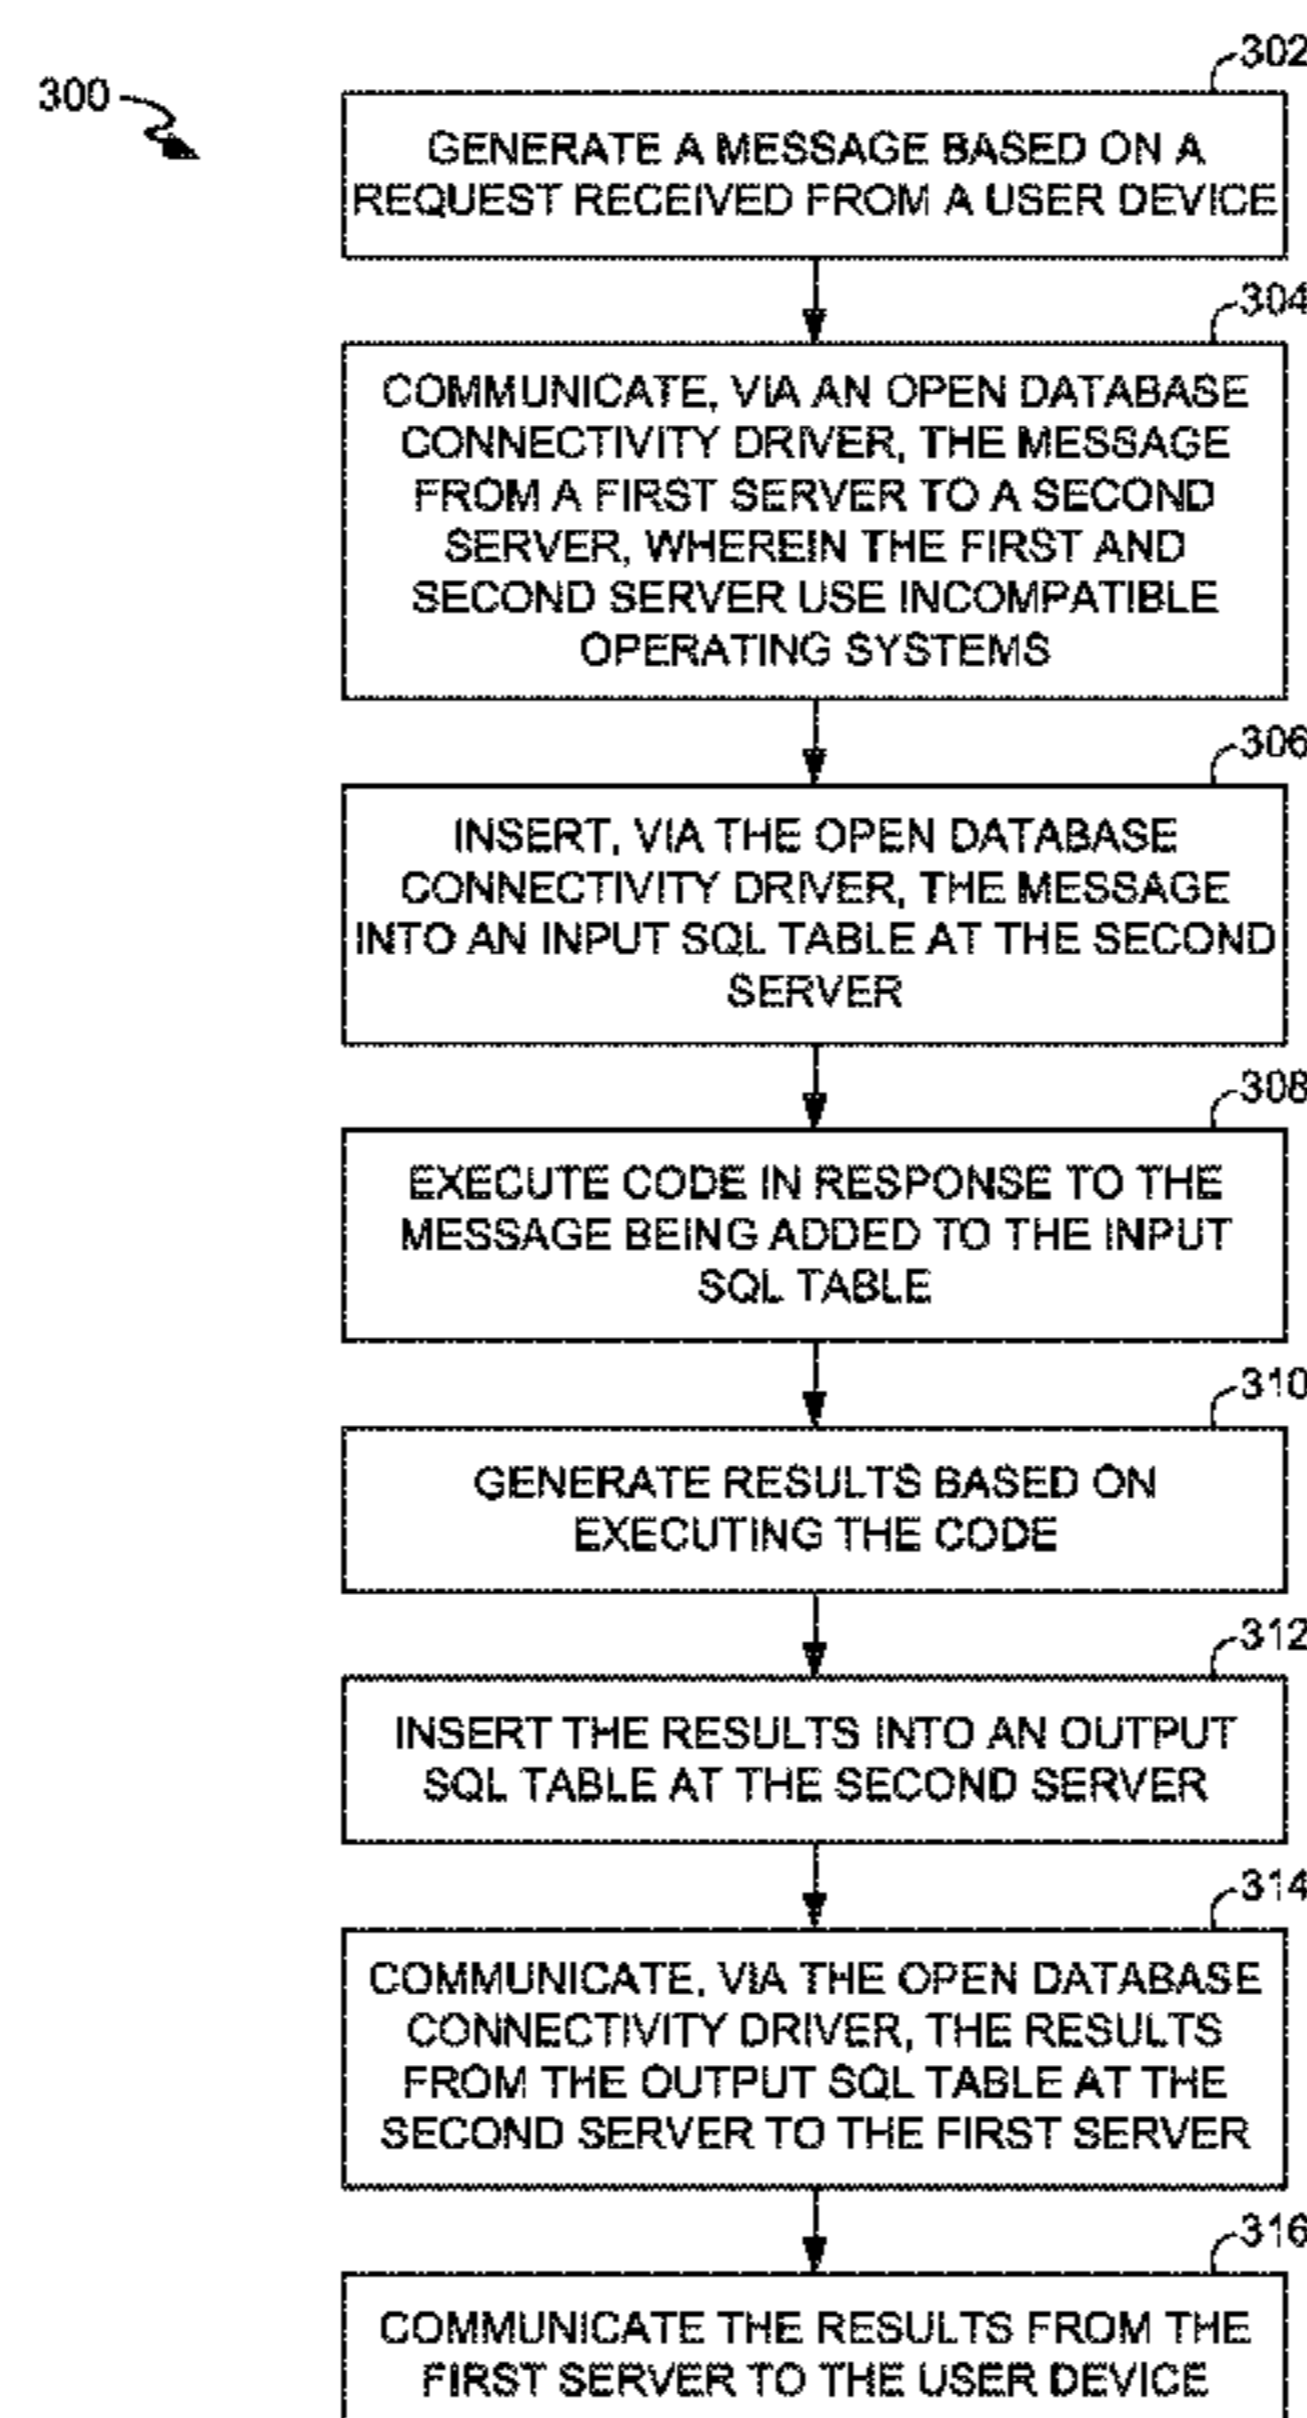 300
302
GENERATE A MESSAGE BASED ON A
REQUEST RECEIVED FROM A USER DEVICE
304
COMMUNICATE, VIA AN OPEN DATABASE
CONNECTIVITY DRIVER, THE MESSAGE
FROM A FIRST SERVER TO A SECOND
SERVER, WHEREIN THE FIRST AND
SECOND SERVER USE INCOMPATIBLE
OPERATING SYSTEMS
306
INSERT, VIA THE OPEN DATABASE
CONNECTIVITY DRIVER, THE MESSAGE
INTO AN INPUT SQL TABLE AT THE SECOND
SERVER
308
EXECUTE CODE IN RESPONSE TO THE
MESSAGE BEING ADDED TO THE INPUT
SQL TABLE
310
GENERATE RESULTS BASED ON
EXECUTING THE CODE
312
INSERT THE RESULTS INTO AN OUTPUT
SQL TABLE AT THE SECOND SERVER
314
COMMUNICATE, VIA THE OPEN DATABASE
CONNECTIVITY DRIVER, THE RESULTS
FROM THE OUTPUT SQL TABLE AT THE
SECOND SERVER TO THE FIRST SERVER
316
COMMUNICATE THE RESULTS FROM THE
FIRST SERVER TO THE USER DEVICE